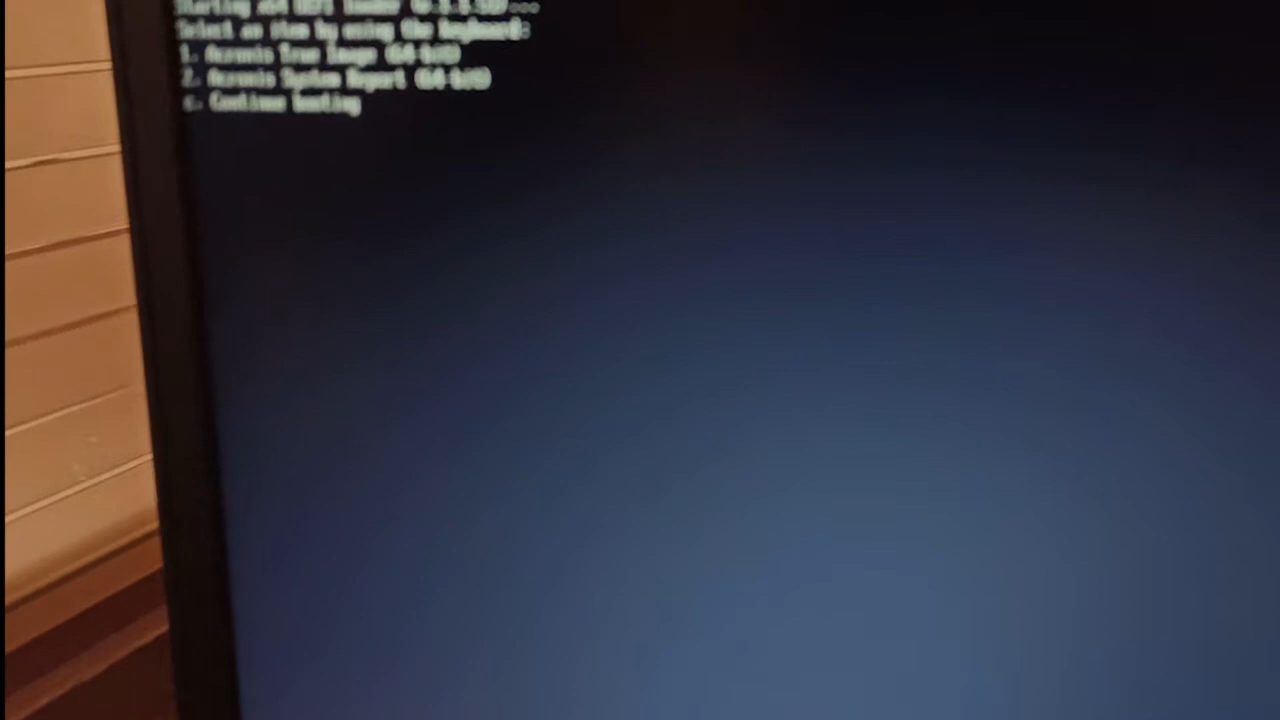 Starting x64 UEFI loader
Select an item by using the keyboard:
1. Acronis True Image (64-bit)
2. Acronis System Report (64-bit)
c. Continue booting